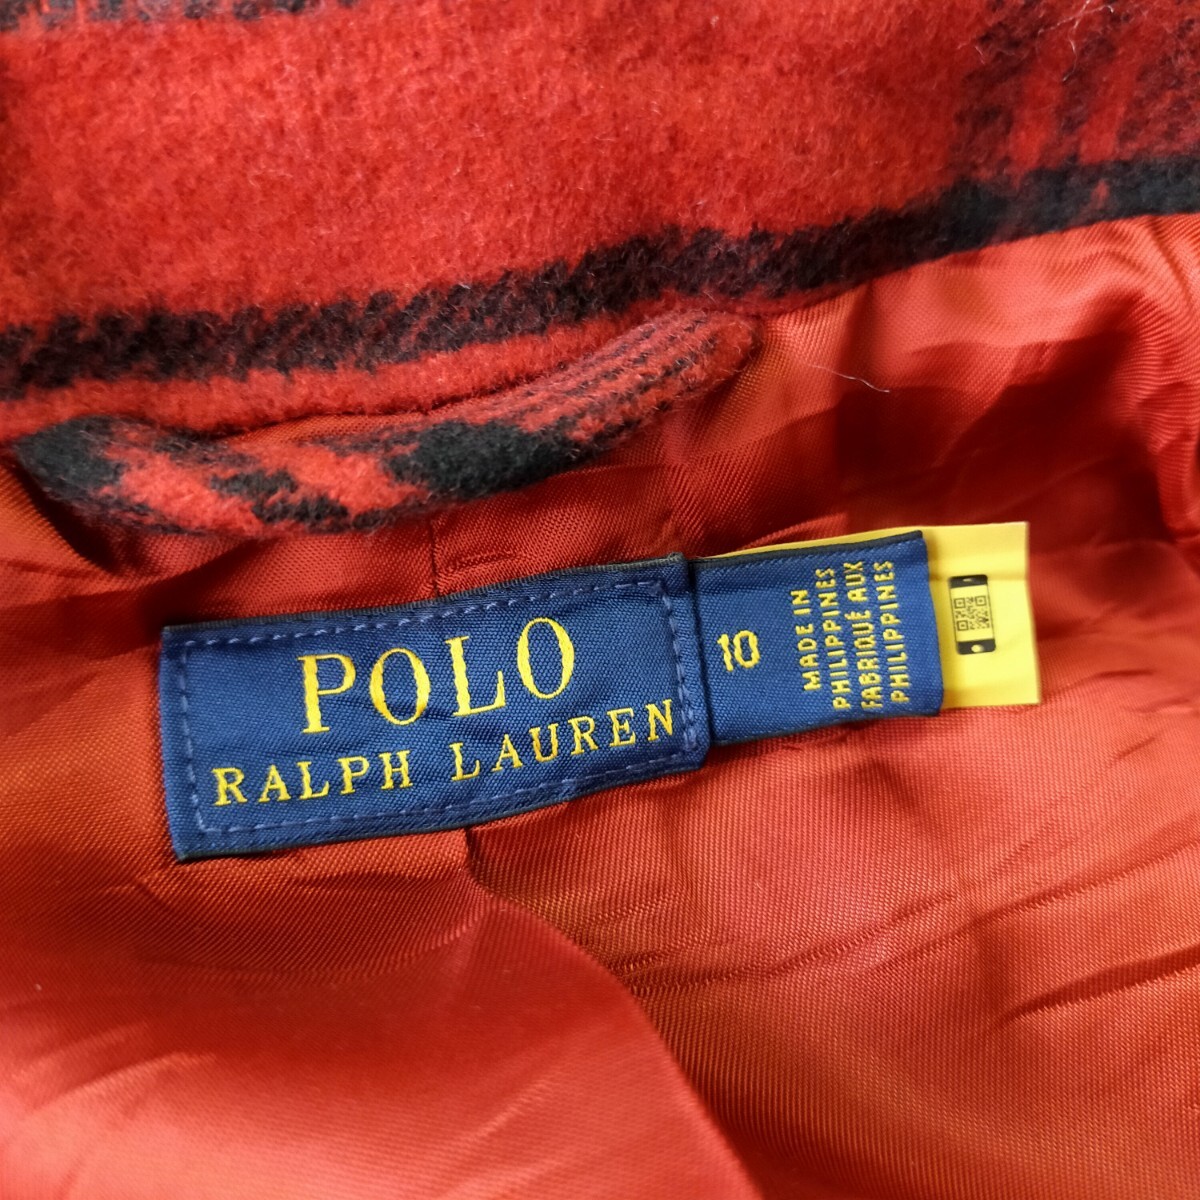 POLO
RALPH LAUREN
10
MADE IN
PHILIPPINES
FABRIQUÉ AUX
PHILIPPINES